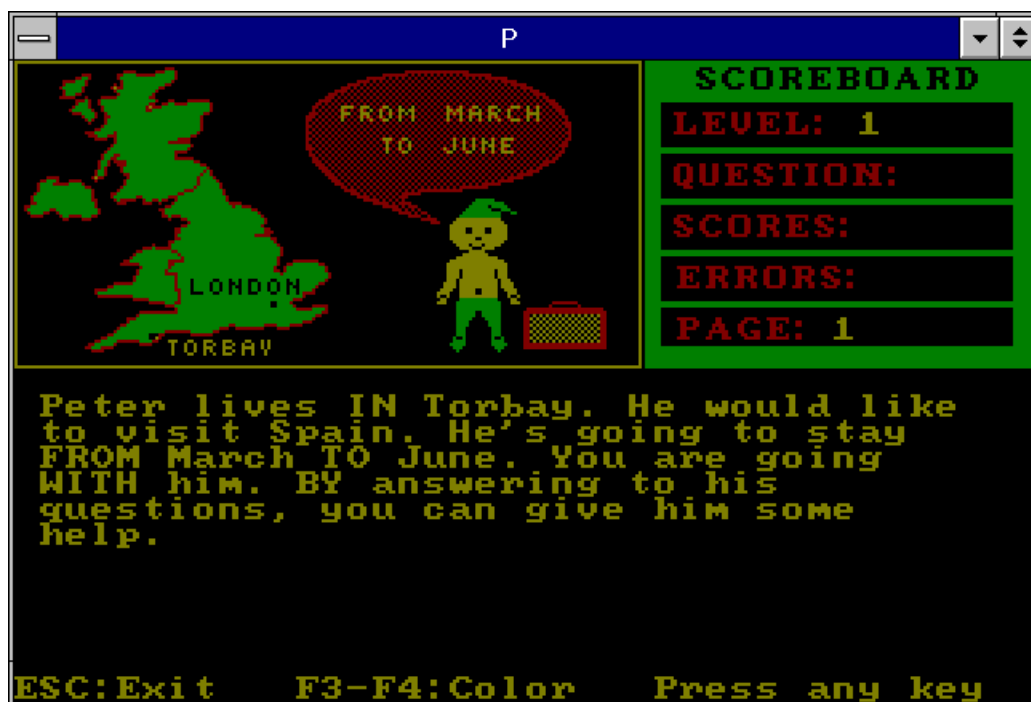 P
FROM MARCH
TO JUNE
LONDON
TORBAY
SCOREBOARD
LEVEL: 1
QUESTION:
SCORES:
ERRORS:
PAGE: 1
Peter lives IN Torbay. He would like
to visit Spain. He's going to stay
FROM March TO June. You are going
WITH him. BY answering to his
questions, you can give him some
help.
ESC:Exit F3-F4:Color Press any key